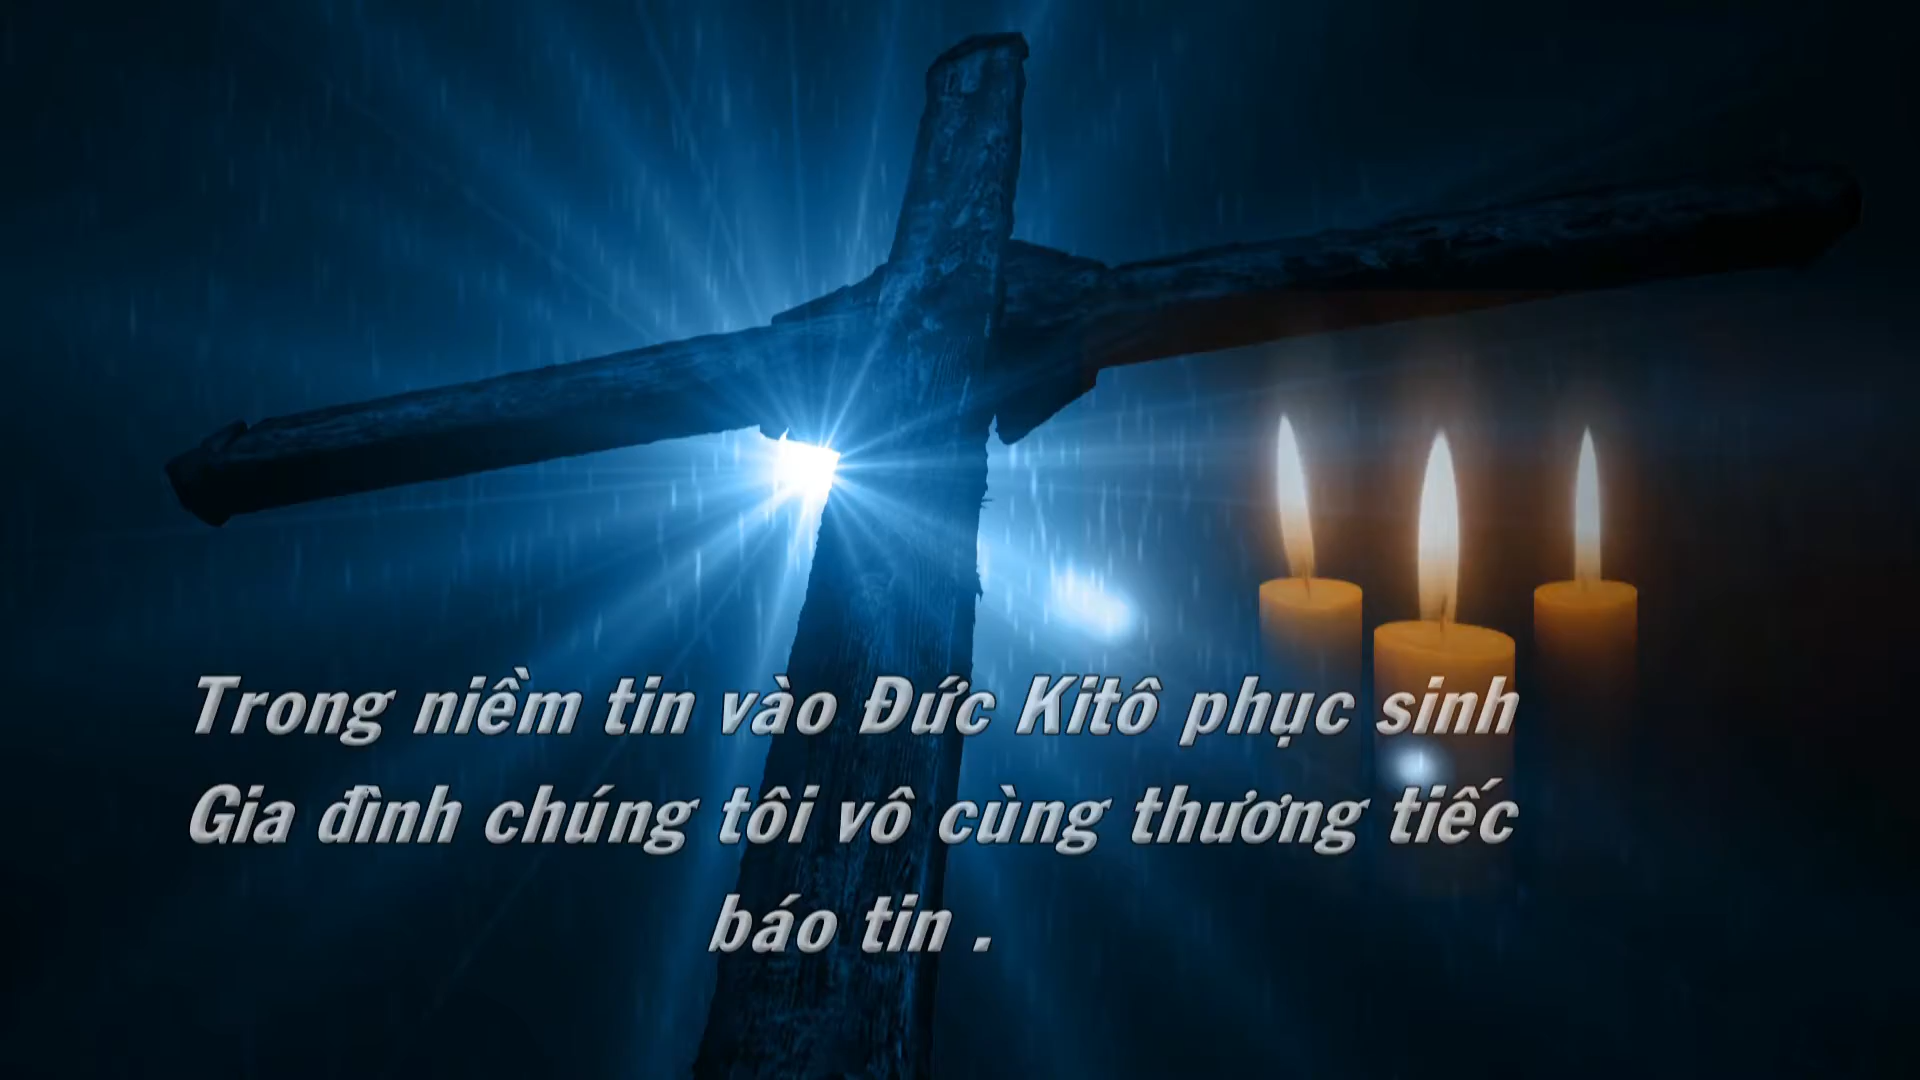 Trong niềm tin vào Đức Kitô phục sinh
Gia đình chúng tôi vô cùng thương tiếc
báo tin .